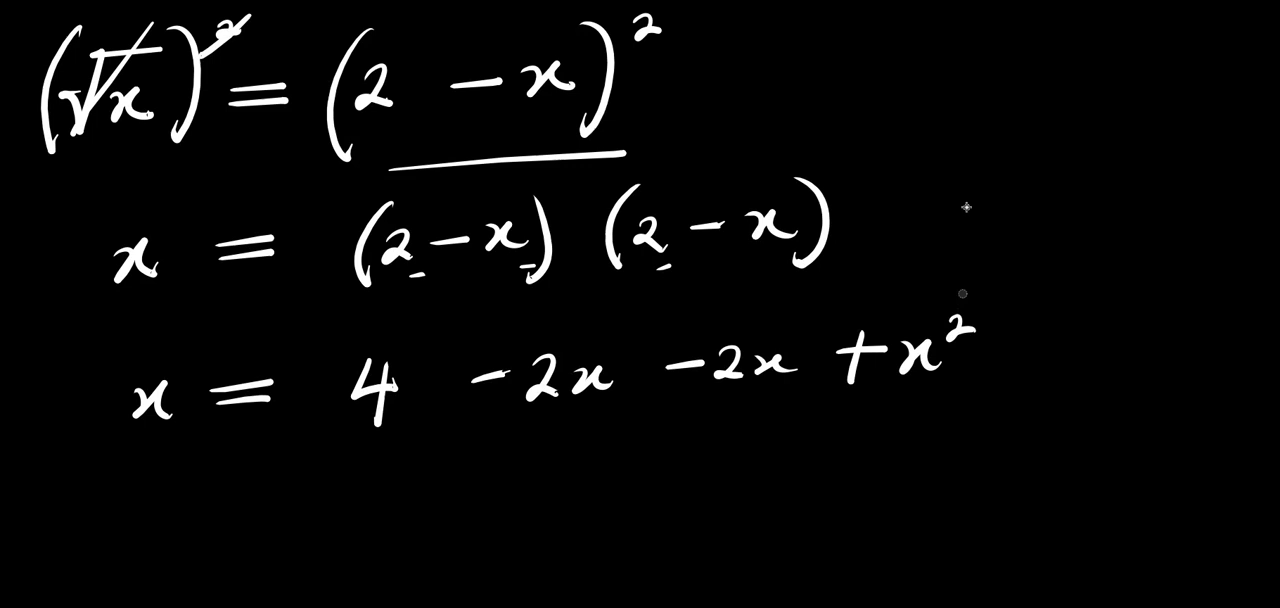 (√x)² = (2 - x)²
x = (2 - x) (2 - x)
x = 4 - 2x - 2x + x²